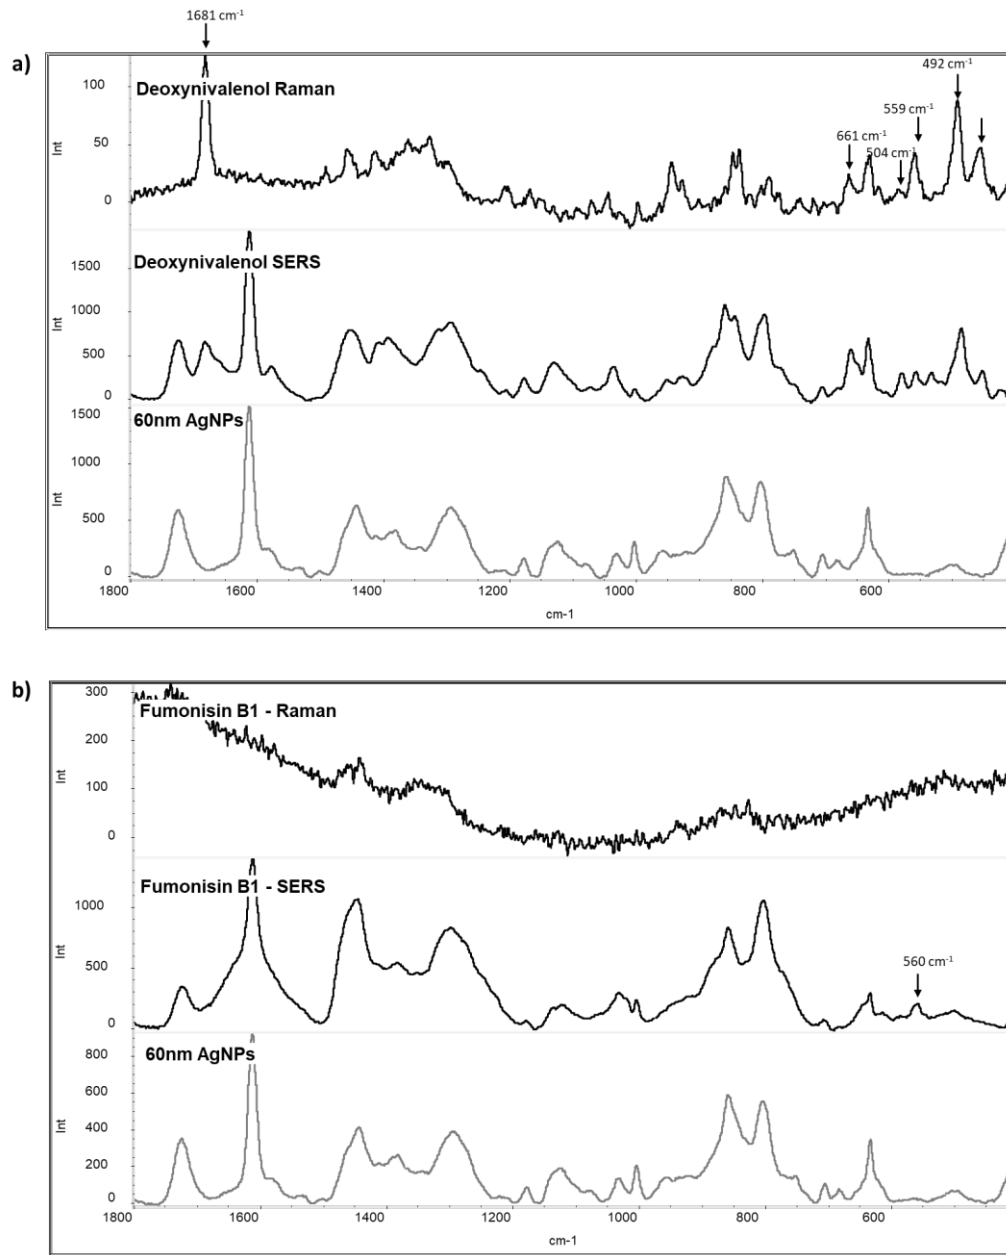 1681 cm-1
a)
492 cm-1
Deoxynivalenol Raman
559 cm-1
661 cm-1
504 cm-1
100
50
0
Int
Deoxynivalenol SERS
1500
1000
500
0
Int
60nm AgNPs
1500
1000
500
0
Int
1800 1600 1400 1200 1000 800 600
cm-1
b)
300
200
100
0
Int
Fumonisin B1 - Raman
Fumonisin B1 - SERS
1000
500
0
Int
560 cm-1
60nm AgNPs
800
600
400
200
0
Int
1800 1600 1400 1200 1000 800 600
cm-1